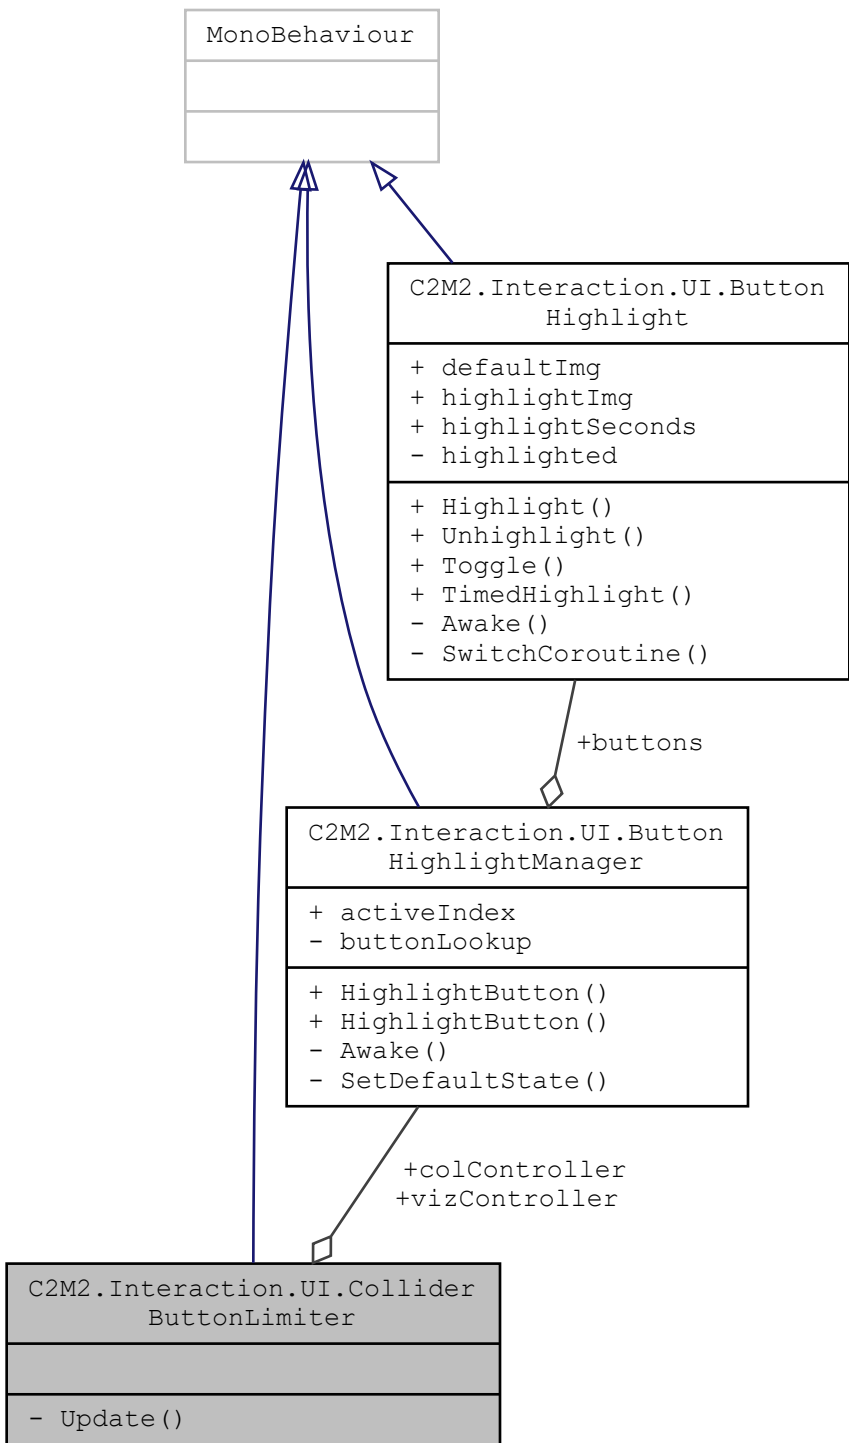 MonoBehaviour
C2M2.Interaction.UI.Button
Highlight
+ defaultImg
+ highlightImg
+ highlightSeconds
- highlighted
+ Highlight()
+ Unhighlight()
+ Toggle()
+ TimedHighlight()
- Awake()
- SwitchCoroutine()
+buttons
C2M2.Interaction.UI.Button
HighlightManager
+ activeIndex
- buttonLookup
+ HighlightButton()
+ HighlightButton()
- Awake()
- SetDefaultState()
+colController
+vizController
C2M2.Interaction.UI.Collider
ButtonLimiter
- Update()